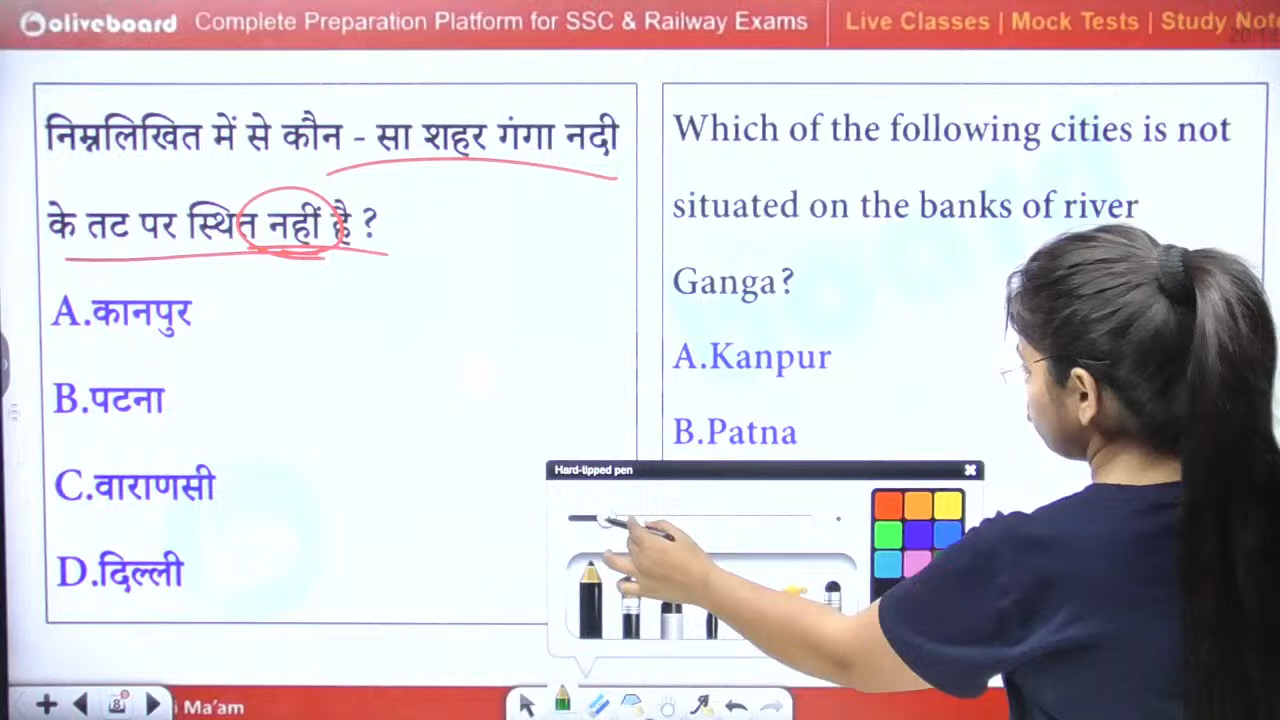 oliveboard Complete Preparation Platform for SSC & Railway Exams Live Classes | Mock Tests | Study
निम्नलिखित में से कौन - सा शहर गंगा नदी
के तट पर स्थित नहीं है ?
A.कानपुर
B.पटना
C.वाराणसी
D.दिल्ली
Which of the following cities is not
situated on the banks of river
Ganga?
A.Kanpur
B.Patna
Hard-tipped pen
8
Ma'am